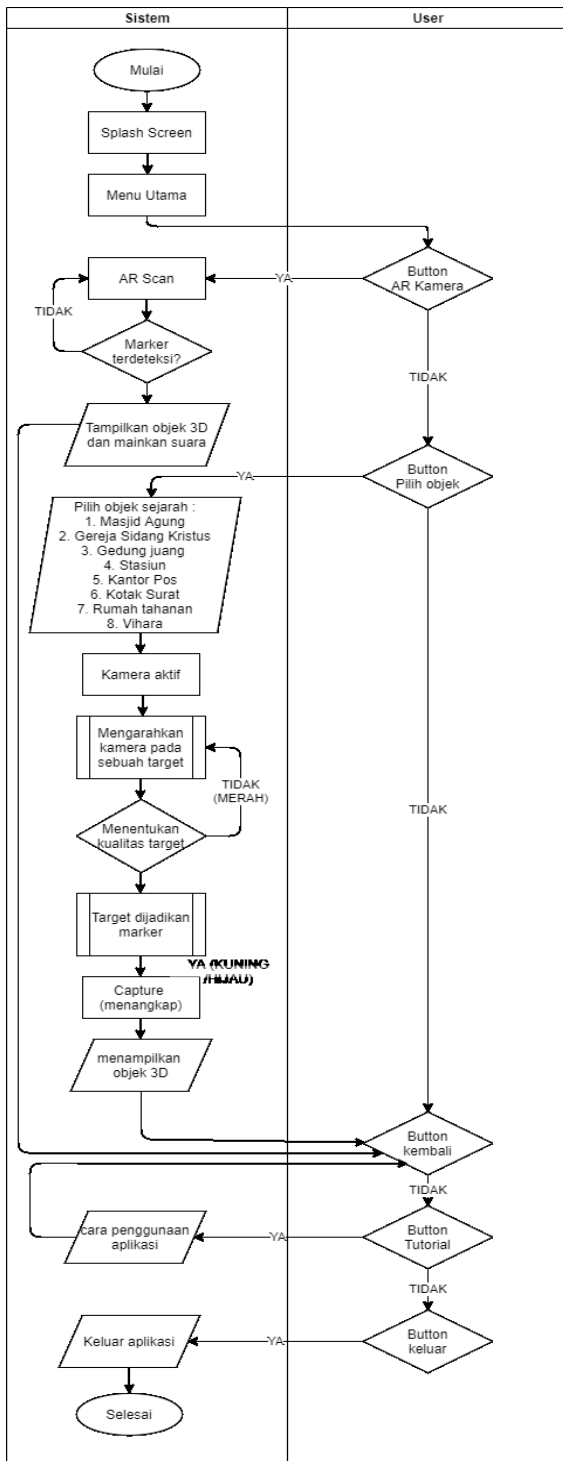 Sistem
User
Mulai
Splash Screen
Menu Utama
Button
AR Kamera
YA
AR Scan
TIDAK
Marker
terdeteksi?
TIDAK
Tampilkan objek 3D
dan mainkan suara
Button
Pilih objek
YA
Pilih objek sejarah :
1. Masjid Agung
2. Gereja Sidang Kristus
3. Gedung juang
4. Stasiun
5. Kantor Pos
6. Kotak Surat
7. Rumah tahanan
8. Vihara
Kamera aktif
Mengarahkan
kamera pada
sebuah target
TIDAK
(MERAH)
TIDAK
Menentukan
kualitas target
Target dijadikan
marker
YA (KUNING
/HIJAU)
Capture
(menangkap)
menampilkan
objek 3D
Button
kembali
TIDAK
cara penggunaan
aplikasi
YA
Button
Tutorial
TIDAK
Keluar aplikasi
YA
Button
keluar
Selesai